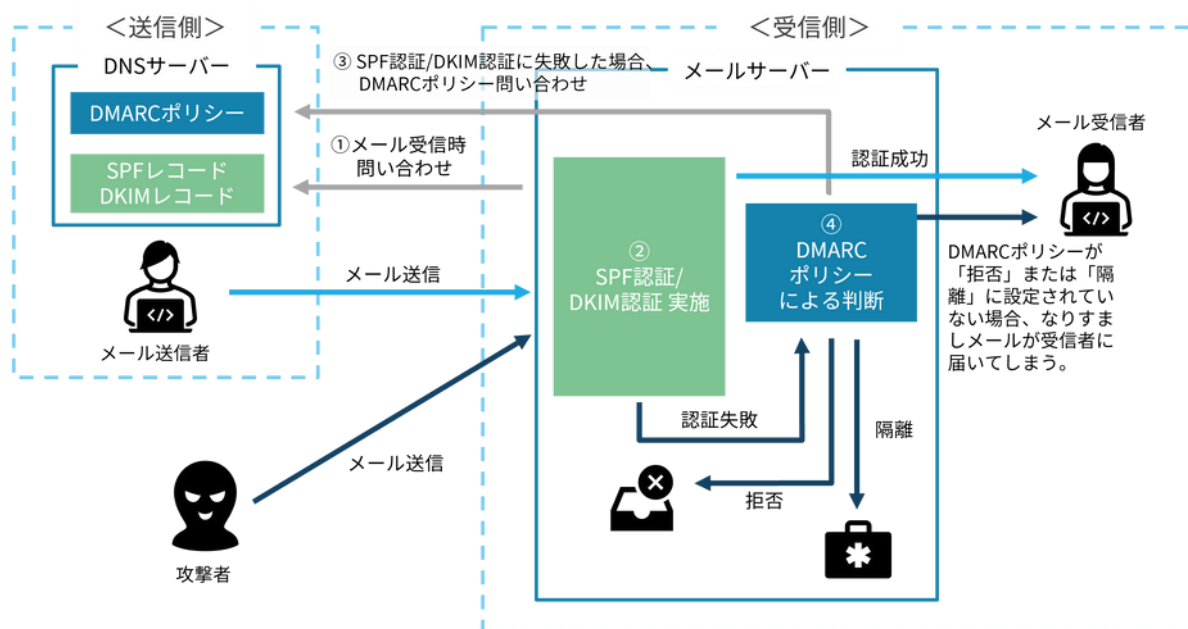 ＜送信側＞
DNSサーバー
DMARCポリシー
SPFレコード
DKIMレコード
メール送信者
攻撃者
③ SPF認証/DKIM認証に失敗した場合、
DMARCポリシー問い合わせ
①メール受信時
問い合わせ
メール送信
メール送信
＜受信側＞
メールサーバー
②
SPF認証/
DKIM認証 実施
④
DMARC
ポリシー
による判断
認証成功
認証失敗
拒否
隔離
メール受信者
</>
DMARCポリシーが
「拒否」または「隔
離」に設定されてい
ない場合、なりすま
しメールが受信者に
届いてしまう。
</>